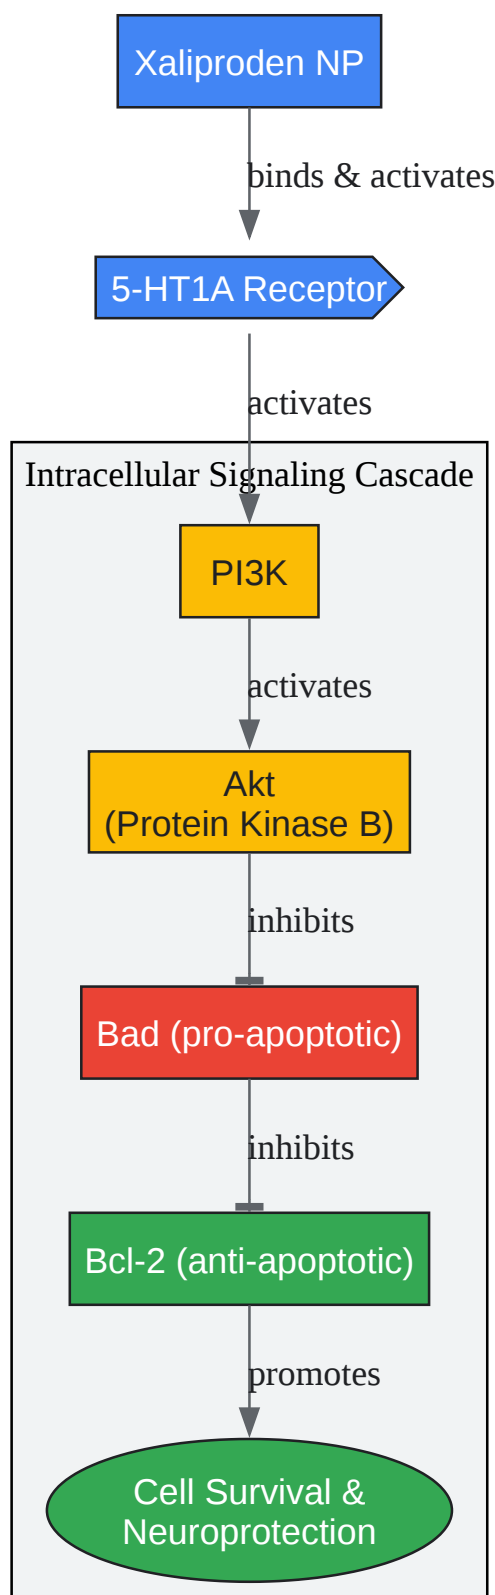 Xaliproden NP
binds & activates
5-HT1A Receptor
activates
Intracellular Signaling Cascade
PI3K
activates
Akt
(Protein Kinase B)
inhibits
Bad (pro-apoptotic)
inhibits
Bcl-2 (anti-apoptotic)
promotes
Cell Survival &
Neuroprotection